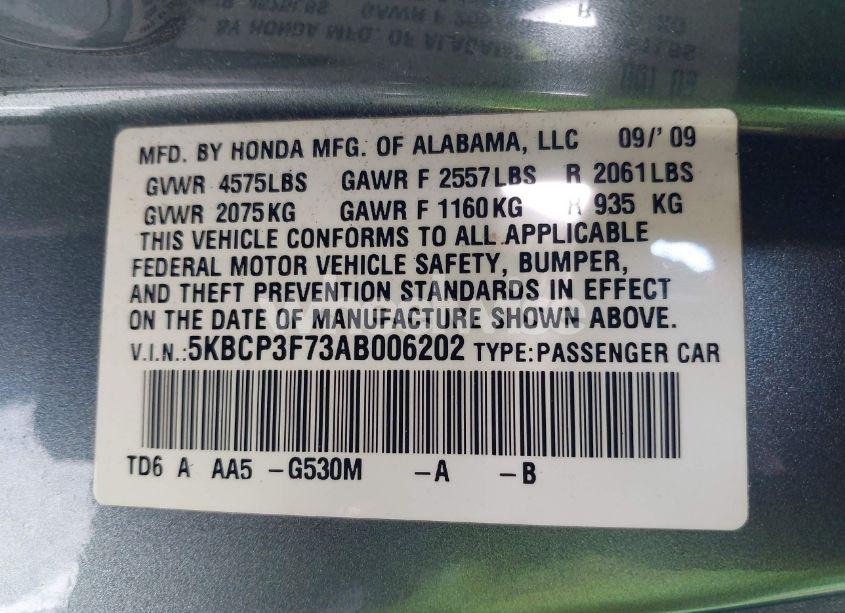 MFD. BY HONDA MFG. OF ALABAMA, LLC 09/'09
GVWR 4575LBS GAWR F 2557LBS R 2061LBS
GVWR 2075KG GAWR F 1160KG R 935 KG
THIS VEHICLE CONFORMS TO ALL APPLICABLE
FEDERAL MOTOR VEHICLE SAFETY, BUMPER,
AND THEFT PREVENTION STANDARDS IN EFFECT
ON THE DATE OF MANUFACTURE SHOWN ABOVE.
V.I.N.:5KBCP3F73AB006202 TYPE:PASSENGER CAR
TD6 A AA5 -G530M -A -B